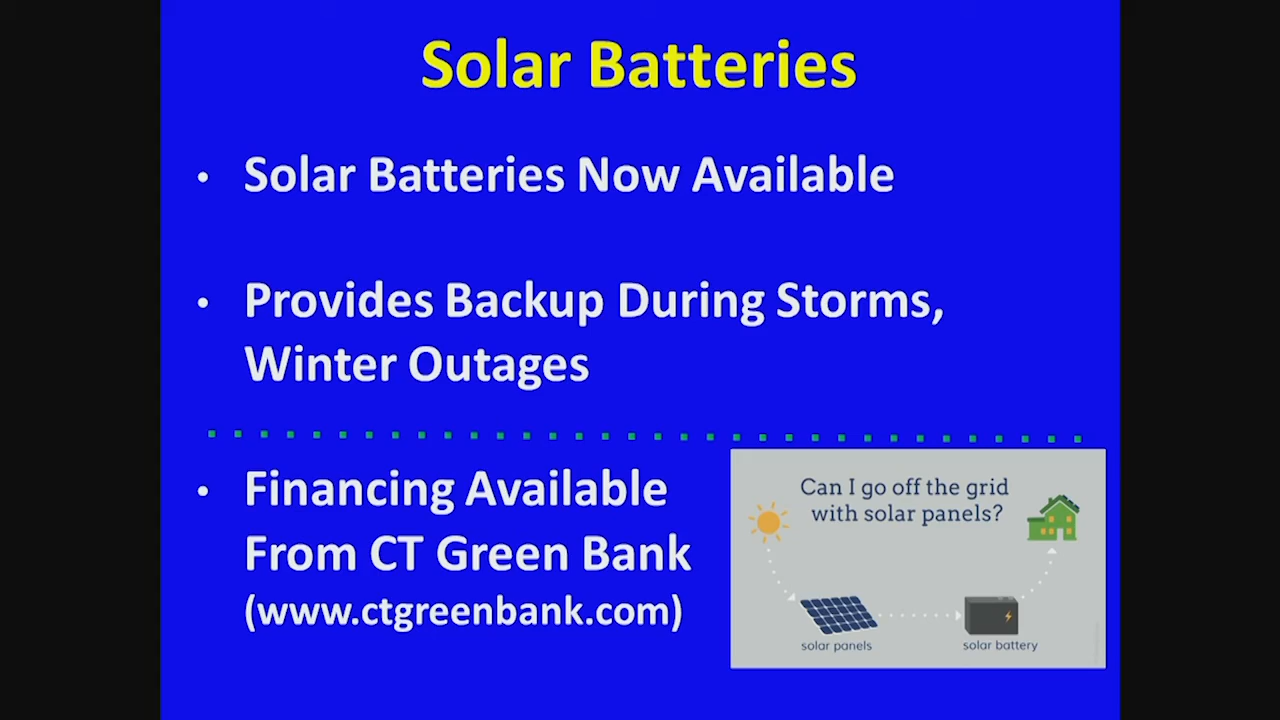 Solar Batteries
• Solar Batteries Now Available
• Provides Backup During Storms,
Winter Outages
• Financing Available
From CT Green Bank
(www.ctgreenbank.com)
Can I go off the grid
with solar panels?
solar panels
solar battery